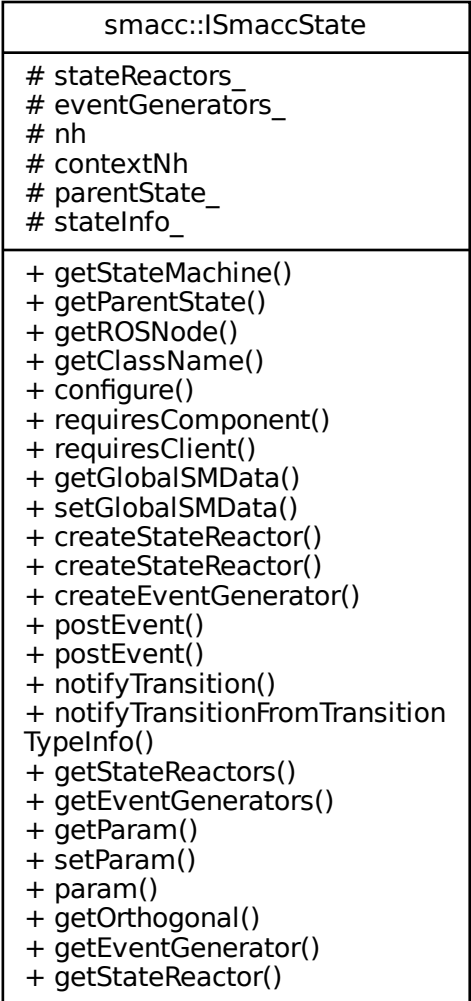 smacc::ISmaccState
# stateReactors_
# eventGenerators_
# nh
# contextNh
# parentState_
# stateInfo_
+ getStateMachine()
+ getParentState()
+ getROSNode()
+ getClassName()
+ configure()
+ requiresComponent()
+ requiresClient()
+ getGlobalSMData()
+ setGlobalSMData()
+ createStateReactor()
+ createStateReactor()
+ createEventGenerator()
+ postEvent()
+ postEvent()
+ notifyTransition()
+ notifyTransitionFromTransition
TypeInfo()
+ getStateReactors()
+ getEventGenerators()
+ getParam()
+ setParam()
+ param()
+ getOrthogonal()
+ getEventGenerator()
+ getStateReactor()